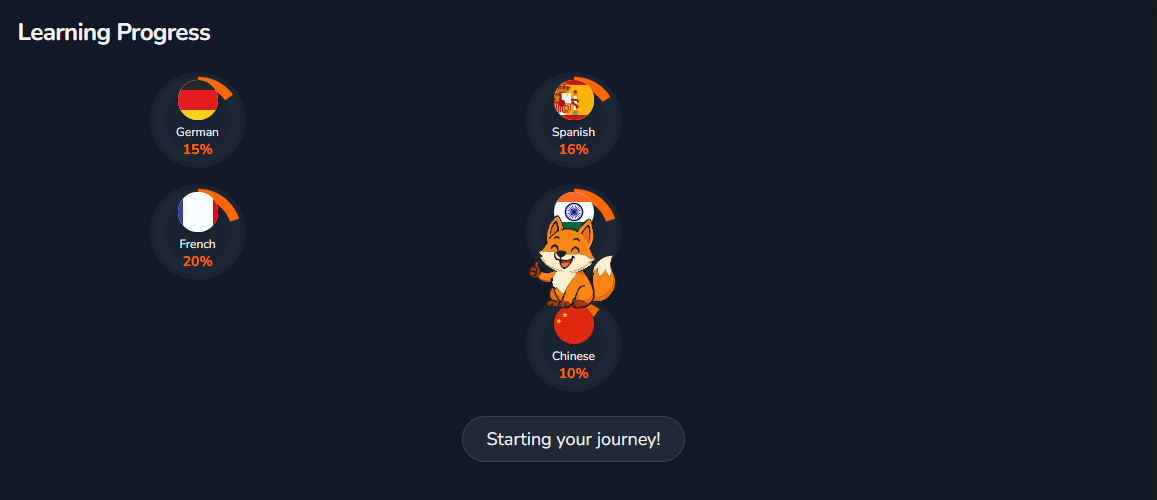 Learning Progress
German
15%
Spanish
16%
French
20%
Chinese
10%
Starting your journey!